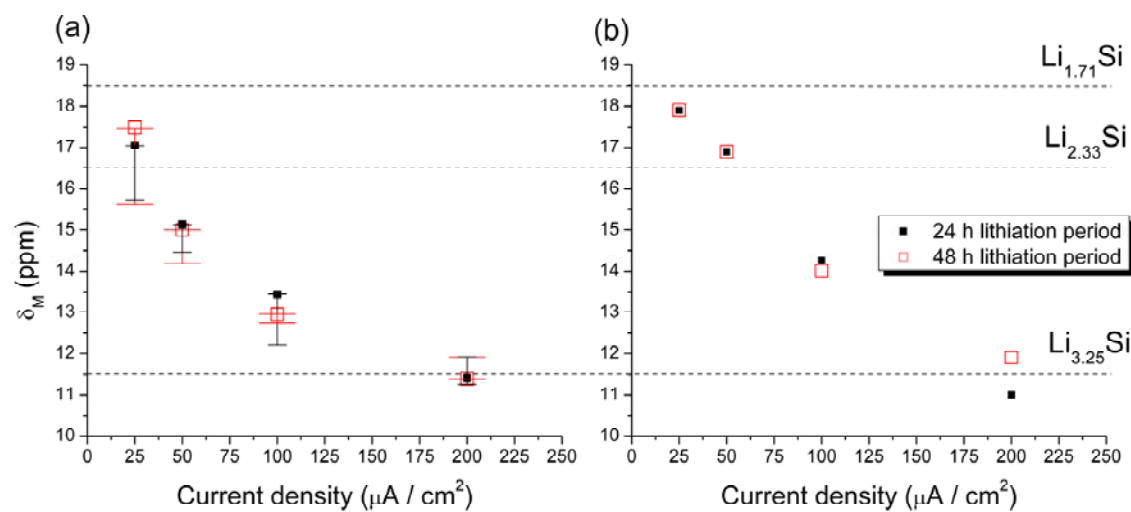 (a)
(b)
Li1.71Si
Li2.33Si
Li3.25Si
19
18
17
16
15
14
13
12
11
10
δM (ppm)
0 25 50 75 100 125 150 175 200 225 250
0 25 50 75 100 125 150 175 200 225 250
19
18
17
16
15
14
13
12
11
10
24 h lithiation period
48 h lithiation period
Current density (μA / cm2)
Current density (μA / cm2)